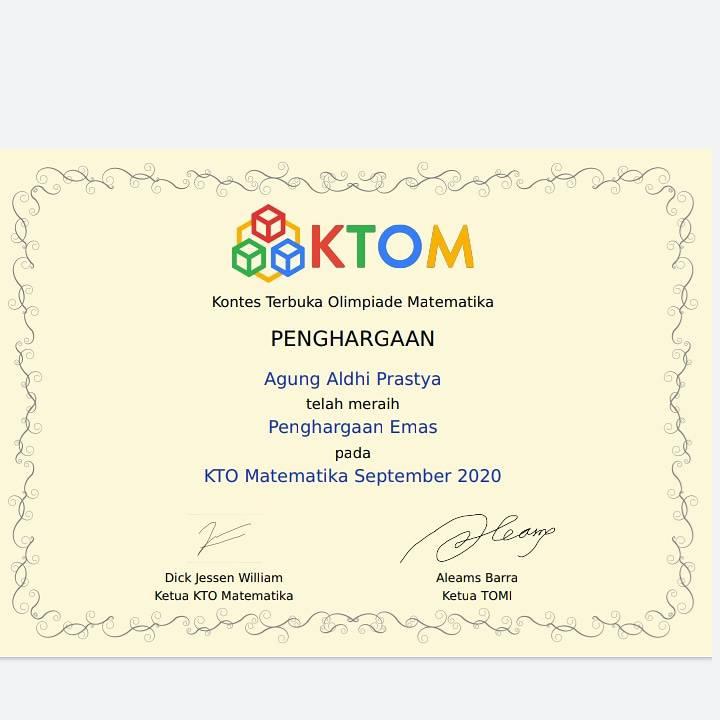 KTOM
Kontes Terbuka Olimpiade Matematika
PENGHARGAAN
Agung Aldhi Prastya
telah meraih
Penghargaan Emas
pada
KTO Matematika September 2020
Dick Jessen William
Ketua KTO Matematika
Aleams Barra
Ketua TOMI